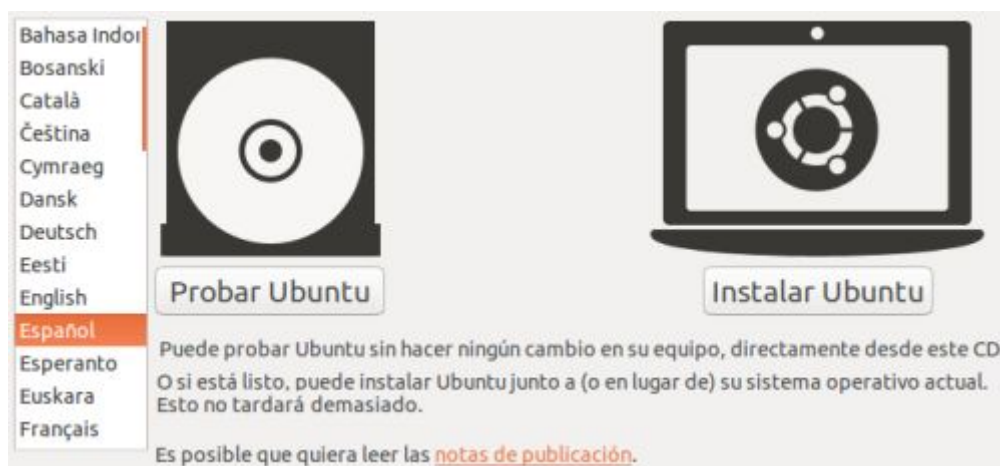 Bahasa Indon
Bosanski
Català
Čeština
Cymraeg
Dansk
Deutsch
Eesti
English
Español
Esperanto
Euskara
Français
Probar Ubuntu
Instalar Ubuntu
Puede probar Ubuntu sin hacer ningún cambio en su equipo, directamente desde este CD
O si está listo, puede instalar Ubuntu junto a (o en lugar de) su sistema operativo actual.
Esto no tardará demasiado.
Es posible que quiera leer las notas de publicación.